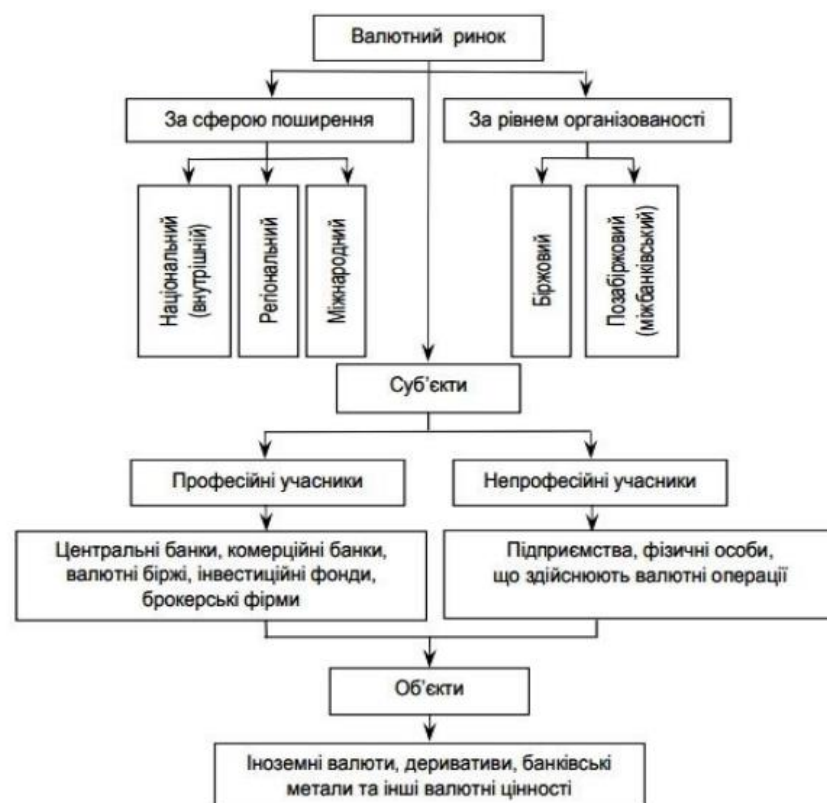 Валютний ринок
За сферою поширення
За рівнем організованості
Національний
(внутрішній)
Регіональний
Міжнародний
Біржовий
Позабіржовий
(міжбанківський)
Суб’єкти
Професійні учасники
Непрофесійні учасники
Центральні банки, комерційні банки,
валютні біржі, інвестиційні фонди,
брокерські фірми
Підприємства, фізичні особи,
що здійснюють валютні операції
Об’єкти
Іноземні валюти, деривативи, банківські
метали та інші валютні цінності